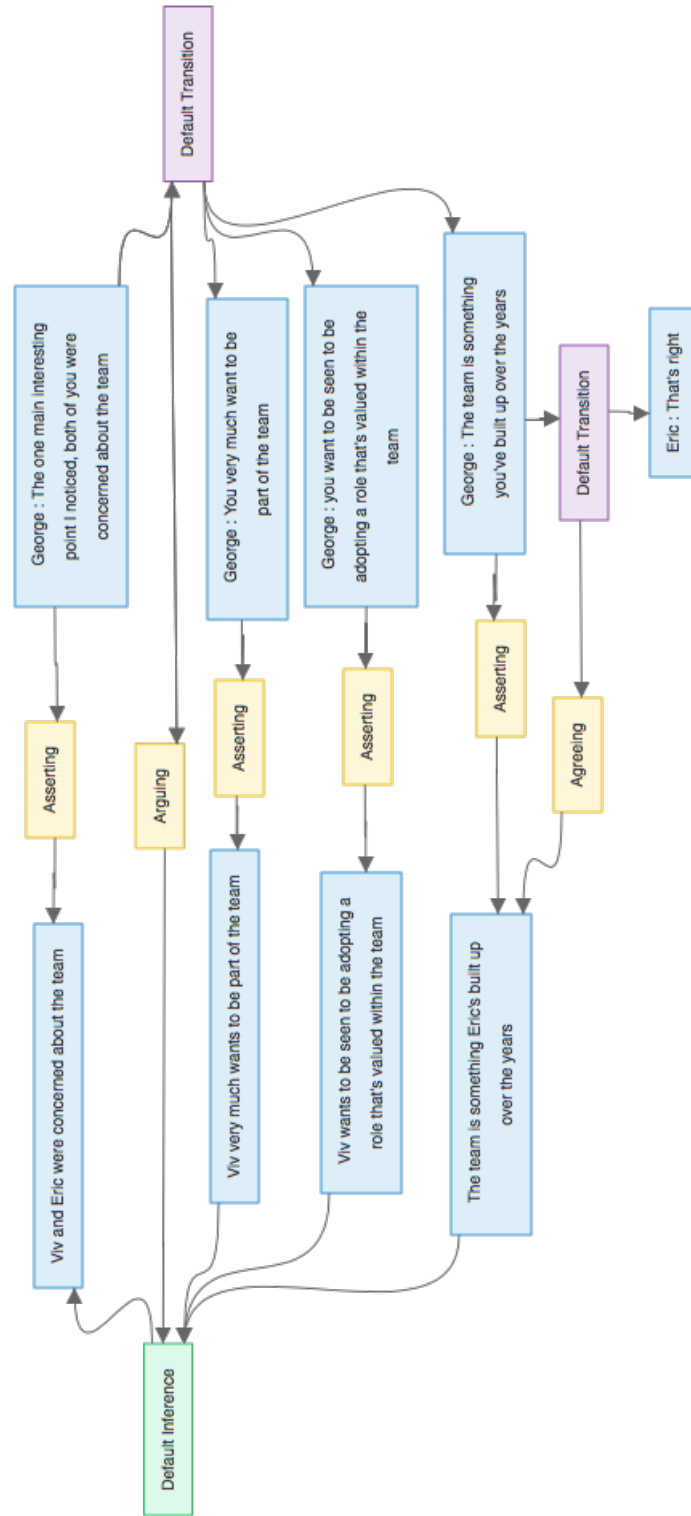 Default Inference
Viv and Eric were concerned about the team
Asserting
George : The one main interesting
point I noticed, both of you were
concerned about the team
Arguing
Default Transition
Viv very much wants to be part of the team
Asserting
George : You very much want to be
part of the team
Viv wants to be seen to be adopting a
role that's valued within the team
Asserting
George : you want to be seen to be
adopting a role that's valued within the
team
The team is something Eric's built up
over the years
Asserting
George : The team is something
you've built up over the years
Agreeing
Default Transition
Eric : That's right